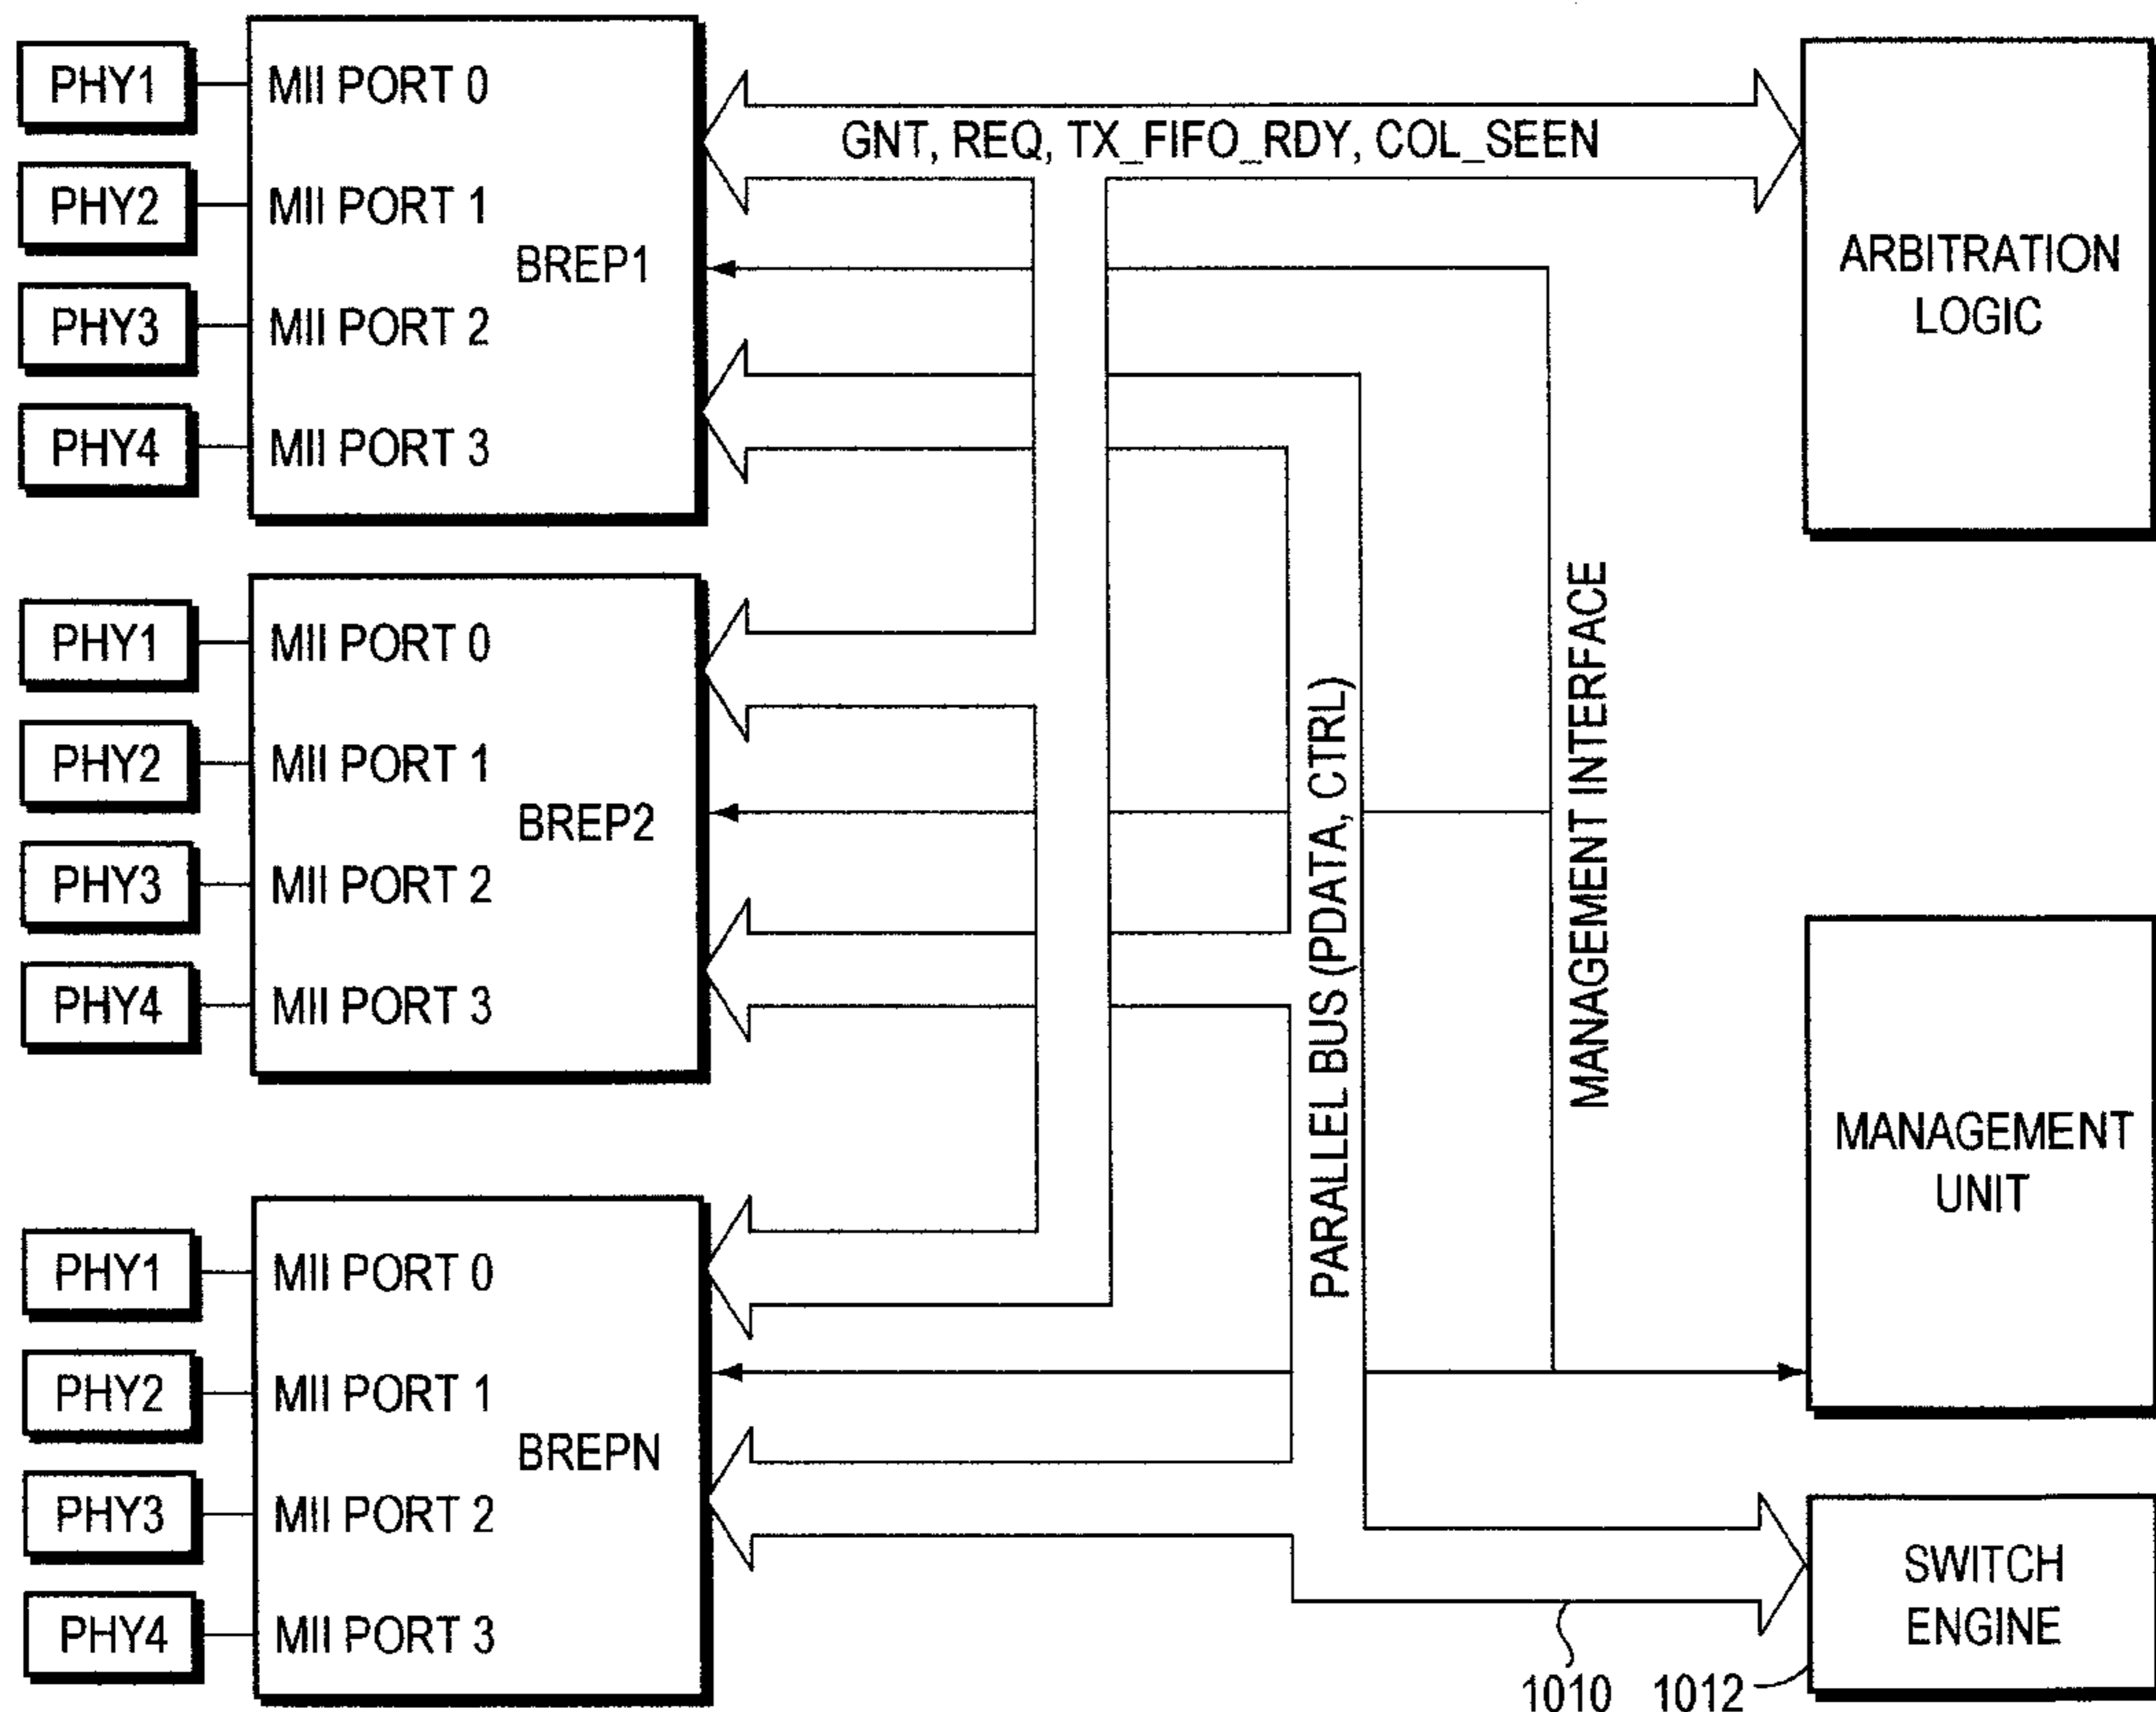 PHY1
MII PORT 0
PHY2
MII PORT 1
BREP1
PHY3
MII PORT 2
PHY4
MII PORT 3
GNT, REQ, TX_FIFO_RDY, COL_SEEN
ARBITRATION
LOGIC
PHY1
MII PORT 0
PHY2
MII PORT 1
BREP2
PHY3
MII PORT 2
PHY4
MII PORT 3
PARALLEL BUS (PDATA, CTRL)
MANAGEMENT INTERFACE
MANAGEMENT
UNIT
PHY1
MII PORT 0
PHY2
MII PORT 1
BREPN
PHY3
MII PORT 2
PHY4
MII PORT 3
SWITCH
ENGINE
1010
1012